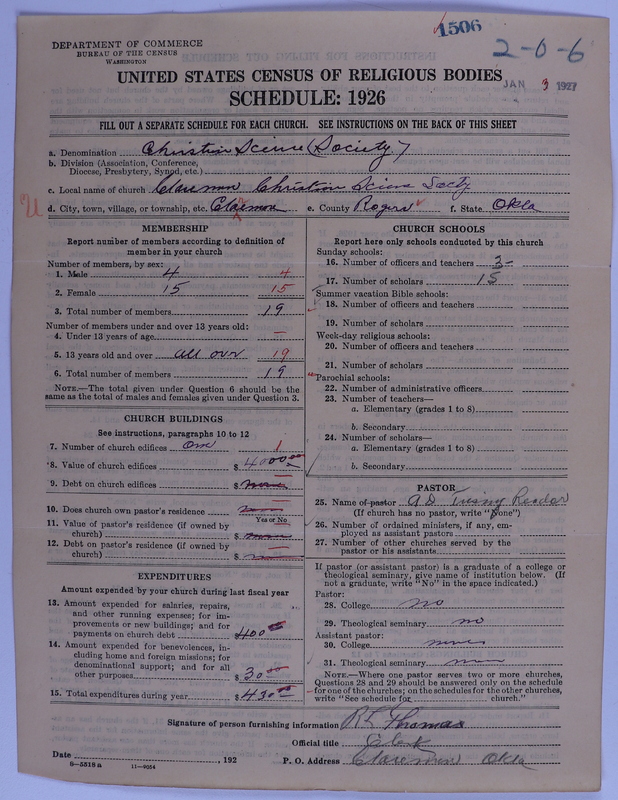 1506
2-0-6
DEPARTMENT OF COMMERCE
BUREAU OF THE CENSUS
WASHINGTON
JAN 3 1927
UNITED STATES CENSUS OF RELIGIOUS BODIES
SCHEDULE: 1926
FILL OUT A SEPARATE SCHEDULE FOR EACH CHURCH. SEE INSTRUCTIONS ON THE BACK OF THIS SHEET
a. Denomination Christian Science (Society)
b. Division (Association, Conference,
Diocese, Presbytery, Synod, etc.)
c. Local name of church Claremor Christian Science Socty
d. City, town, village, or township, etc. Claremore e. County Rogers f. State Okla
MEMBERSHIP
Report number of members according to definition of
member in your church
Number of members, by sex:
1. Male 4 4
2. Female 15 15
3. Total number of members 19
Number of members under and over 13 years old:
4. Under 13 years of age —
5. 13 years old and over all over 19
6. Total number of members 19
NOTE.—The total given under Question 6 should be the
same as the total of males and females given under Question 3.
CHURCH BUILDINGS
See instructions, paragraphs 10 to 12
7. Number of church edifices One 1
8. Value of church edifices $ 4000 00
9. Debt on church edifices $ none
10. Does church own pastor's residence
Yes or No
11. Value of pastor's residence (if owned by
church) $ none
12. Debt on pastor's residence (if owned by
church) $
EXPENDITURES
Amount expended by your church during last fiscal year
13. Amount expended for salaries, repairs,
and other running expenses; for im-
provements or new buildings; and for
payments on church debt 400
14. Amount expended for benevolences, in-
cluding home and foreign missions; for
denominational support; and for all
other purposes $ 30 00
15. Total expenditures during year $ 430 00
CHURCH SCHOOLS
Report here only schools conducted by this church
Sunday schools:
16. Number of officers and teachers 3-
17. Number of scholars 15
Summer vacation Bible schools:
18. Number of officers and teachers
19. Number of scholars
Week-day religious schools:
20. Number of officers and teachers
21. Number of scholars
Parochial schools:
22. Number of administrative officers
23. Number of teachers—
a. Elementary (grades 1 to 8)
b. Secondary
24. Number of scholars—
a. Elementary (grades 1 to 8)
b. Secondary
PASTOR
25. Name of pastor A D Reader
(If church has no pastor, write "None")
26. Number of ordained ministers, if any, em-
ployed as assistant pastors
27. Number of other churches served by the
pastor or his assistants
If pastor (or assistant pastor) is a graduate of a college or
theological seminary, give name of institution below. (If
not a graduate, write "No" in the space indicated.)
Pastor:
28. College no
29. Theological seminary no
Assistant pastor:
30. College none
31. Theological seminary
NOTE.—Where one pastor serves two or more churches,
Questions 28 and 29 should be answered only on the schedule
for one of the churches; on the schedules for the other churches,
write "See schedule for church."
Signature of person furnishing information R L Thomas
Official title Clerk
Date , 192 P. O. Address Claremore Okla
8-5518 a 11-9054